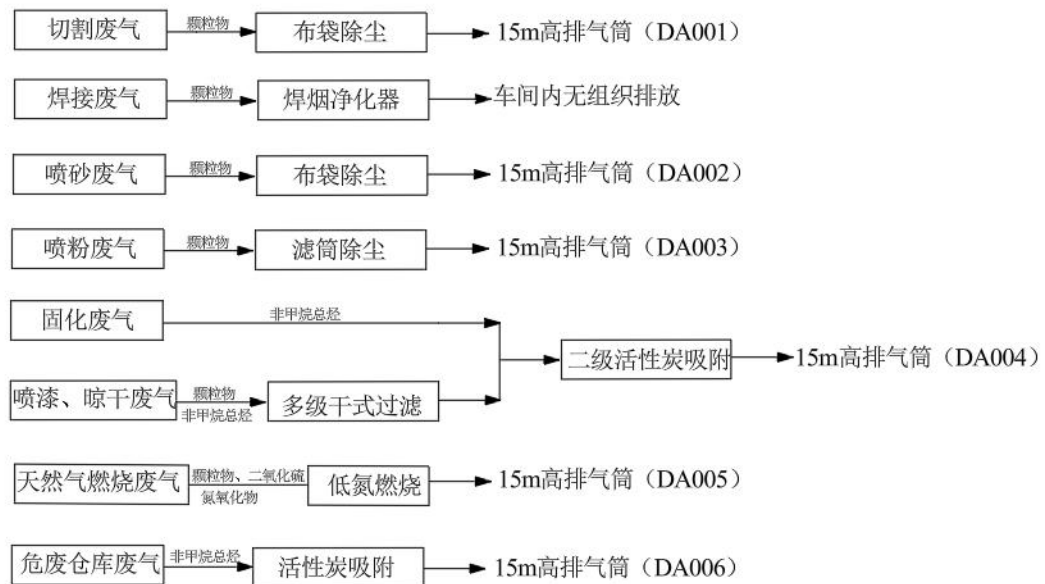 切割废气 颗粒物 布袋除尘 15m高排气筒（DA001）
焊接废气 颗粒物 焊烟净化器 车间内无组织排放
喷砂废气 颗粒物 布袋除尘 15m高排气筒（DA002）
喷粉废气 颗粒物 滤筒除尘 15m高排气筒（DA003）
固化废气 非甲烷总烃
二级活性炭吸附 15m高排气筒（DA004）
喷漆、晾干废气 颗粒物 非甲烷总烃 多级干式过滤
天然气燃烧废气 颗粒物、二氧化硫 氮氧化物 低氮燃烧 15m高排气筒（DA005）
危废仓库废气 非甲烷总烃 活性炭吸附 15m高排气筒（DA006）